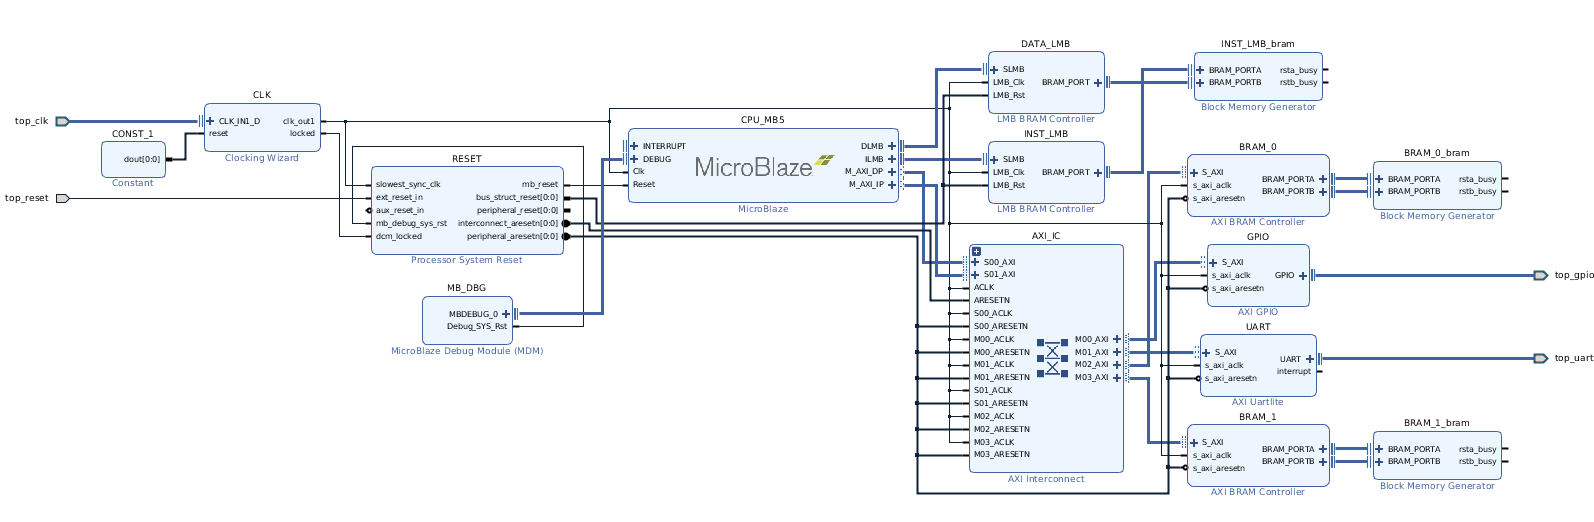 top_clk
top_reset
CONST_1
dout[0:0]
Constant
CLK
CLK_IN1_D
reset
clk_out1
locked
Clocking Wizard
RESET
slowest_sync_clk
ext_reset_in
aux_reset_in
mb_debug_sys_rst
dcm_locked
mb_reset
bus_struct_reset[0:0]
peripheral_reset[0:0]
interconnect_aresetn[0:0]
peripheral_aresetn[0:0]
Processor System Reset
MB_DBG
MBDEBUG_0
Debug_SYS_Rst
MicroBlaze Debug Module (MDM)
CPU_MB5
INTERRUPT
DEBUG
Clk
Reset
MicroBlaze
DLMB
ILMB
M_AXI_DP
M_AXI_IP
MicroBlaze
DATA_LMB
SLMB
LMB_Clk
LMB_Rst
BRAM_PORT
LMB BRAM Controller
INST_LMB
SLMB
LMB_Clk
LMB_Rst
BRAM_PORT
LMB BRAM Controller
AXI_IC
S00_AXI
S01_AXI
ACLK
ARESETN
S00_ACLK
S00_ARESETN
M00_ACLK
M00_ARESETN
M01_ACLK
M01_ARESETN
S01_ACLK
S01_ARESETN
M02_ACLK
M02_ARESETN
M03_ACLK
M03_ARESETN
M00_AXI
M01_AXI
M02_AXI
M03_AXI
AXI Interconnect
INST_LMB_bram
BRAM_PORTA
BRAM_PORTB
rsta_busy
rstb_busy
Block Memory Generator
BRAM_0
S_AXI
s_axi_aclk
s_axi_aresetn
BRAM_PORTA
BRAM_PORTB
AXI BRAM Controller
BRAM_0_bram
BRAM_PORTA
BRAM_PORTB
rsta_busy
rstb_busy
Block Memory Generator
GPIO
S_AXI
s_axi_aclk
s_axi_aresetn
GPIO
AXI GPIO
top_gpio
UART
S_AXI
s_axi_aclk
s_axi_aresetn
UART
interrupt
AXI Uartlite
top_uart
BRAM_1
S_AXI
s_axi_aclk
s_axi_aresetn
BRAM_PORTA
BRAM_PORTB
AXI BRAM Controller
BRAM_1_bram
BRAM_PORTA
BRAM_PORTB
rsta_busy
rstb_busy
Block Memory Generator